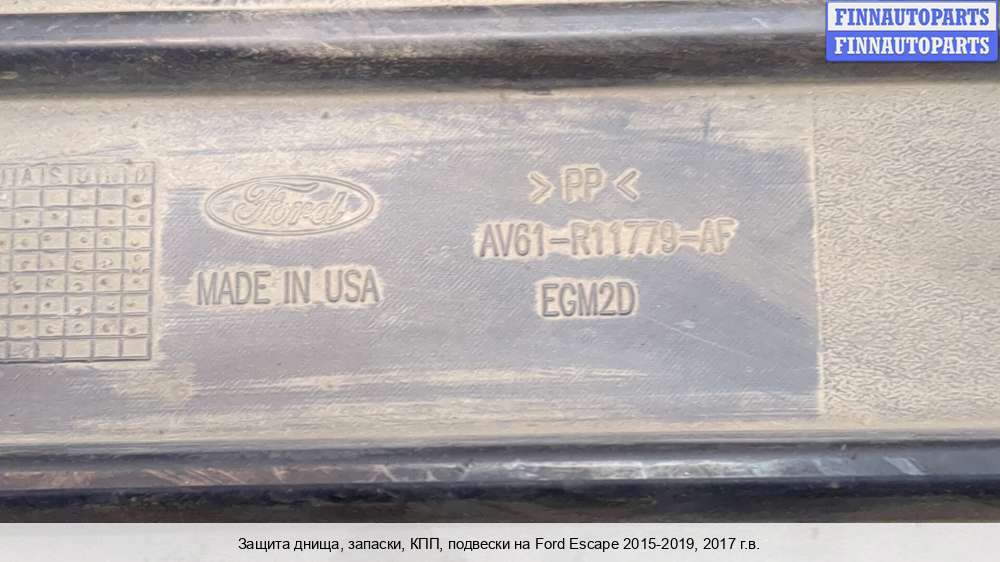 FINNAUTOPARTS
FINNAUTOPARTS
>PP<
Ford
AV61-R11779-AF
MADE IN USA
EGM2D
Защита днища, запаски, КПП, подвески на Ford Escape 2015-2019, 2017 г.в.